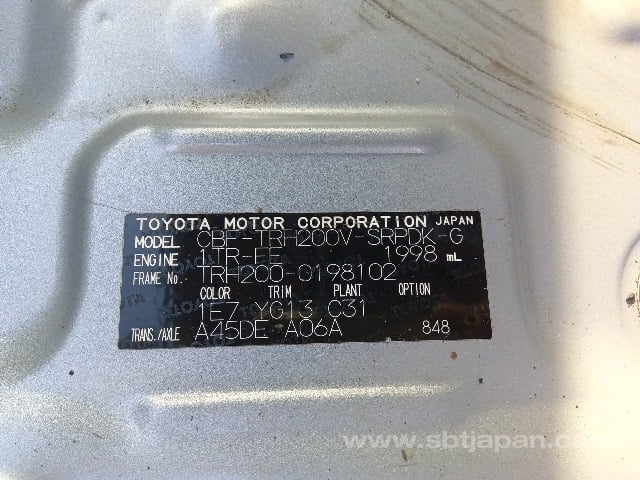 TOYOTA MOTOR CORPORATION JAPAN
MODEL CBF-TRH200V-SRPDK-G
ENGINE 1TR-FE 1998 mL
FRAME NO. TRH200-0198102
COLOR TRIM PLANT OPTION
1E7 YG13 C31
TRANS./AXLE A45DE A06A 848
www.sbtjapan.